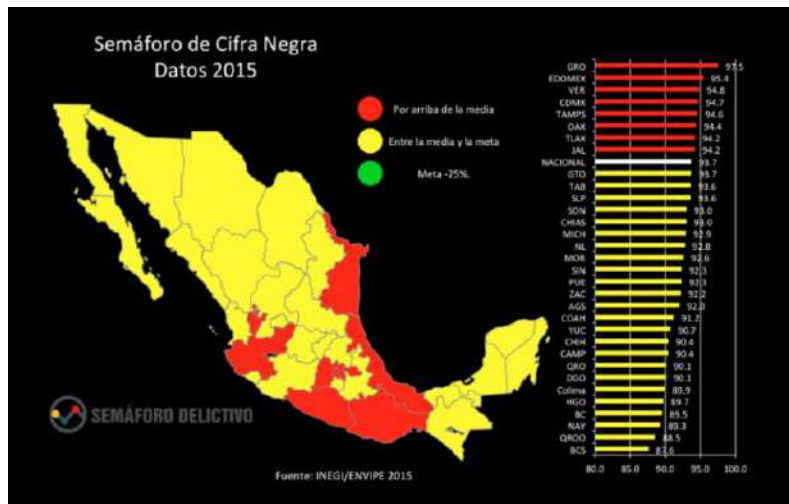 Semáforo de Cifra Negra
Datos 2015
Por arriba de la media
Entre la media y la meta
Meta -25%.
GRO 97.5
EDOMEX 95.4
VER 94.8
CDMX 94.7
TAMPS 94.6
OAX 94.4
TLAX 94.2
JAL 94.2
NACIONAL 93.7
GTO 93.7
TAB 93.6
SLP 93.6
SON 93.0
CHIAS 93.0
MICH 92.9
NL 92.8
MOR 92.6
SIN 92.3
PUE 92.3
ZAC 92.2
AGS 92.0
COAH 91.2
YUC 90.7
CHIH 90.4
CAMP 90.4
QRO 90.1
DGO 90.1
Colima 89.9
HGO 89.7
BC 89.5
NAY 89.3
QROO 88.5
BCS 87.6
80.0 85.0 90.0 95.0 100.0
SEMÁFORO DELICTIVO
Fuente: INEGI/ENVIPE 2015